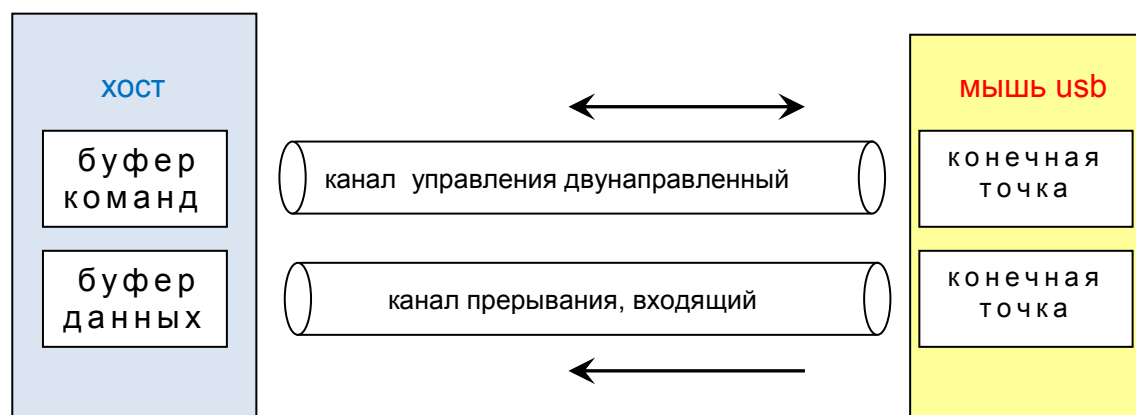 хост
мышь usb
буфер
команд
канал управления двунаправленный
конечная
точка
буфер
данных
канал прерывания, входящий
конечная
точка